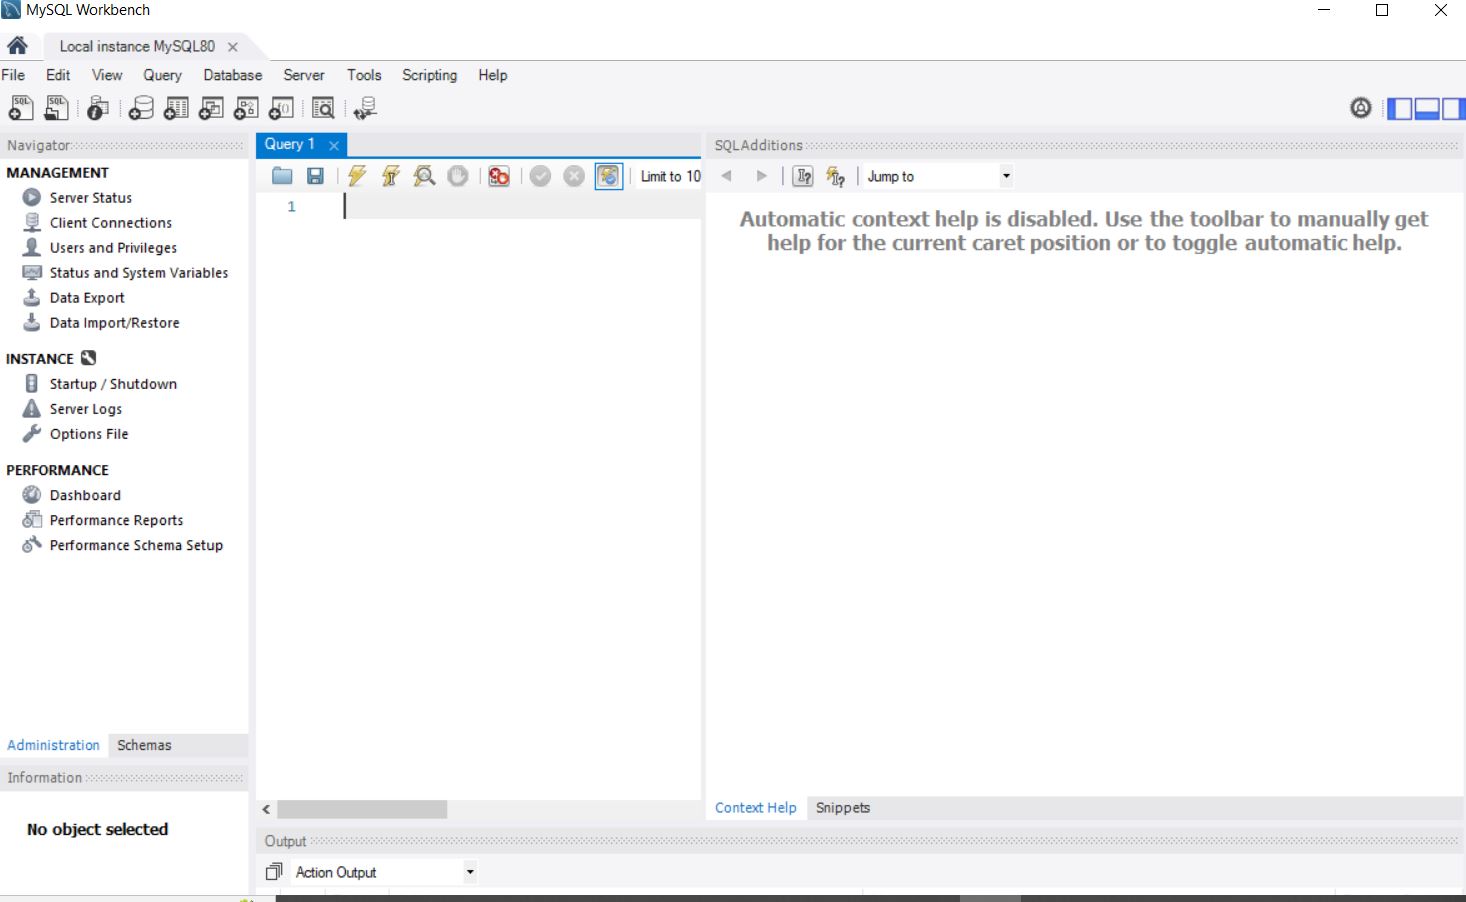 MySQL Workbench
Local instance MySQL80
File Edit View Query Database Server Tools Scripting Help
Navigator
MANAGEMENT
Server Status
Client Connections
Users and Privileges
Status and System Variables
Data Export
Data Import/Restore
INSTANCE
Startup / Shutdown
Server Logs
Options File
PERFORMANCE
Dashboard
Performance Reports
Performance Schema Setup
Administration Schemas
Information
No object selected
Query 1
Limit to 10
1
SQLAdditions
Jump to
Automatic context help is disabled. Use the toolbar to manually get
help for the current caret position or to toggle automatic help.
Context Help Snippets
Output
Action Output